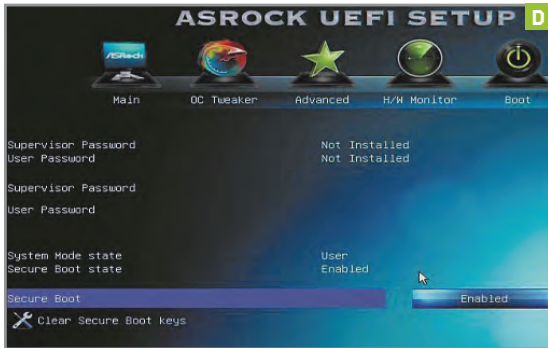 ASROCK UEFI SETUP D
ASRock
Main OC Tweaker Advanced H/W Monitor Boot
Supervisor Password Not Installed
User Password Not Installed
Supervisor Password
User Password
System Mode state User
Secure Boot state Enabled
Secure Boot Enabled
Clear Secure Boot keys